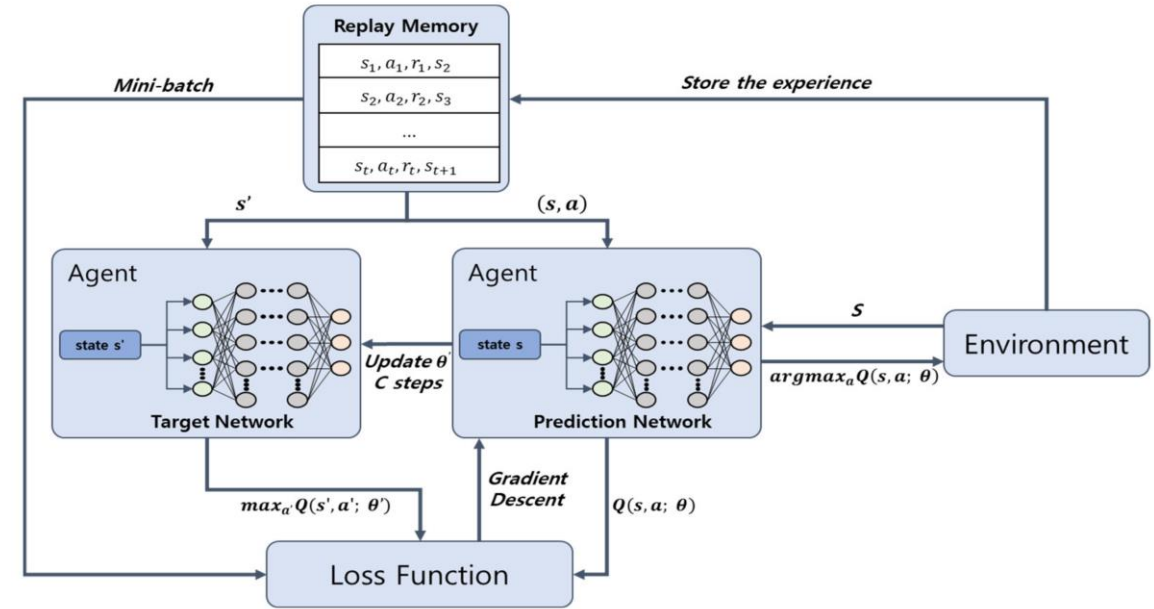 Replay Memory
s₁, a₁, r₁, s₂
s₂, a₂, r₂, s₃
...
sₜ, aₜ, rₜ, sₜ₊₁
Mini-batch
Store the experience
s'
(s, a)
Agent
state s'
Target Network
Update θ'
C steps
Agent
state s
Prediction Network
S
argmaxₐQ(s, a; θ)
Environment
maxₐ'Q(s', a'; θ')
Gradient
Descent
Q(s, a; θ)
Loss Function